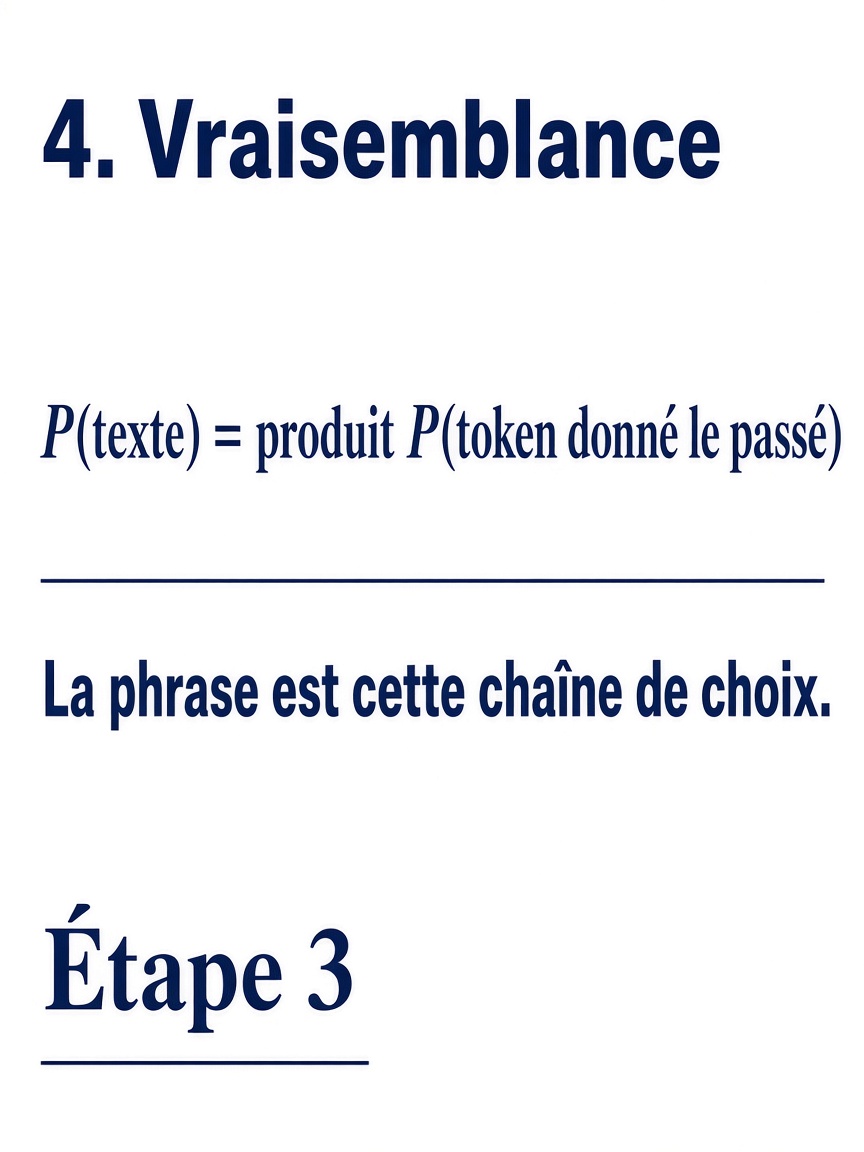 4. Vraisemblance
P(texte) = produit P(token donné le passé)
La phrase est cette chaîne de choix.
Étape 3